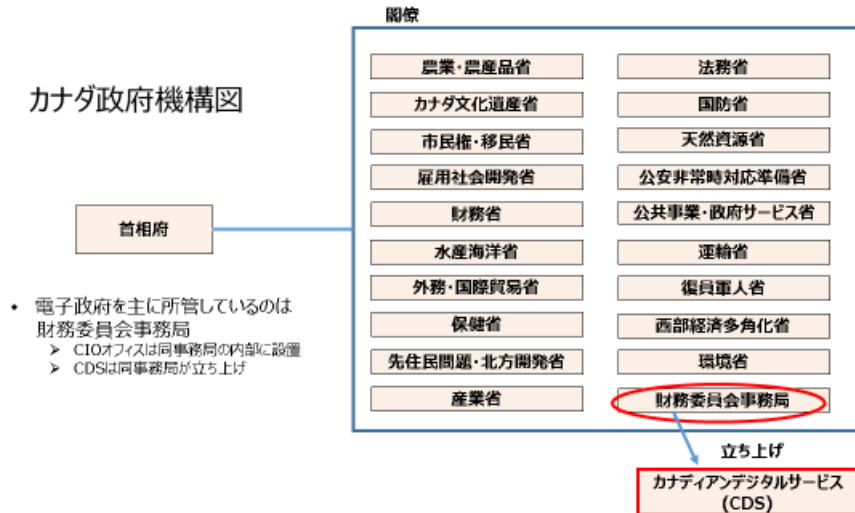 閣僚
カナダ政府機構図
首相府
• 電子政府を主に所管しているのは
財務委員会事務局
➢ CIOオフィスは同事務局の内部に設置
➢ CDSは同事務局が立ち上げ
農業・農産品省
カナダ文化遺産省
市民権・移民省
雇用社会開発省
財務省
水産海洋省
外務・国際貿易省
保健省
先住民問題・北方開発省
産業省
法務省
国防省
天然資源省
公安非常時対応準備省
公共事業・政府サービス省
運輸省
復員軍人省
西部経済多角化省
環境省
財務委員会事務局
立ち上げ
カナディアンデジタルサービス
(CDS)